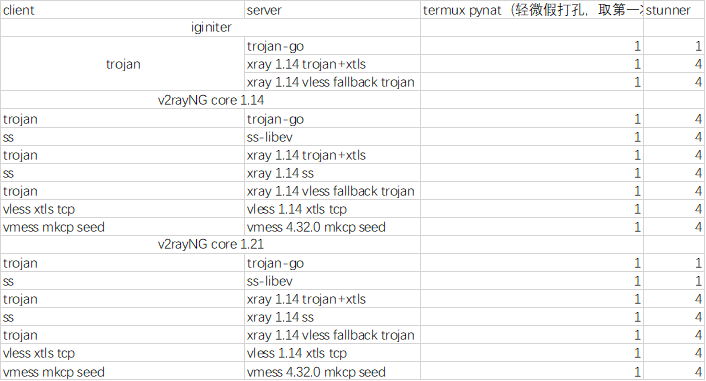 client server termux pynat（轻微假打孔，取第一 stunner
iginiter
trojan trojan-go 1 1
xray 1.14 trojan+xtls 1 4
xray 1.14 vless fallback trojan 1 4
v2rayNG core 1.14
trojan trojan-go 1 4
ss ss-libev 1 4
trojan xray 1.14 trojan+xtls 1 4
ss xray 1.14 ss 1 4
trojan xray 1.14 vless fallback trojan 1 4
vless xtls tcp vless 1.14 xtls tcp 1 4
vmess mkcp seed vmess 4.32.0 mkcp seed 1 4
v2rayNG core 1.21
trojan trojan-go 1 1
ss ss-libev 1 1
trojan xray 1.14 trojan+xtls 1 4
ss xray 1.14 ss 1 4
trojan xray 1.14 vless fallback trojan 1 4
vless xtls tcp vless 1.14 xtls tcp 1 4
vmess mkcp seed vmess 4.32.0 mkcp seed 1 4